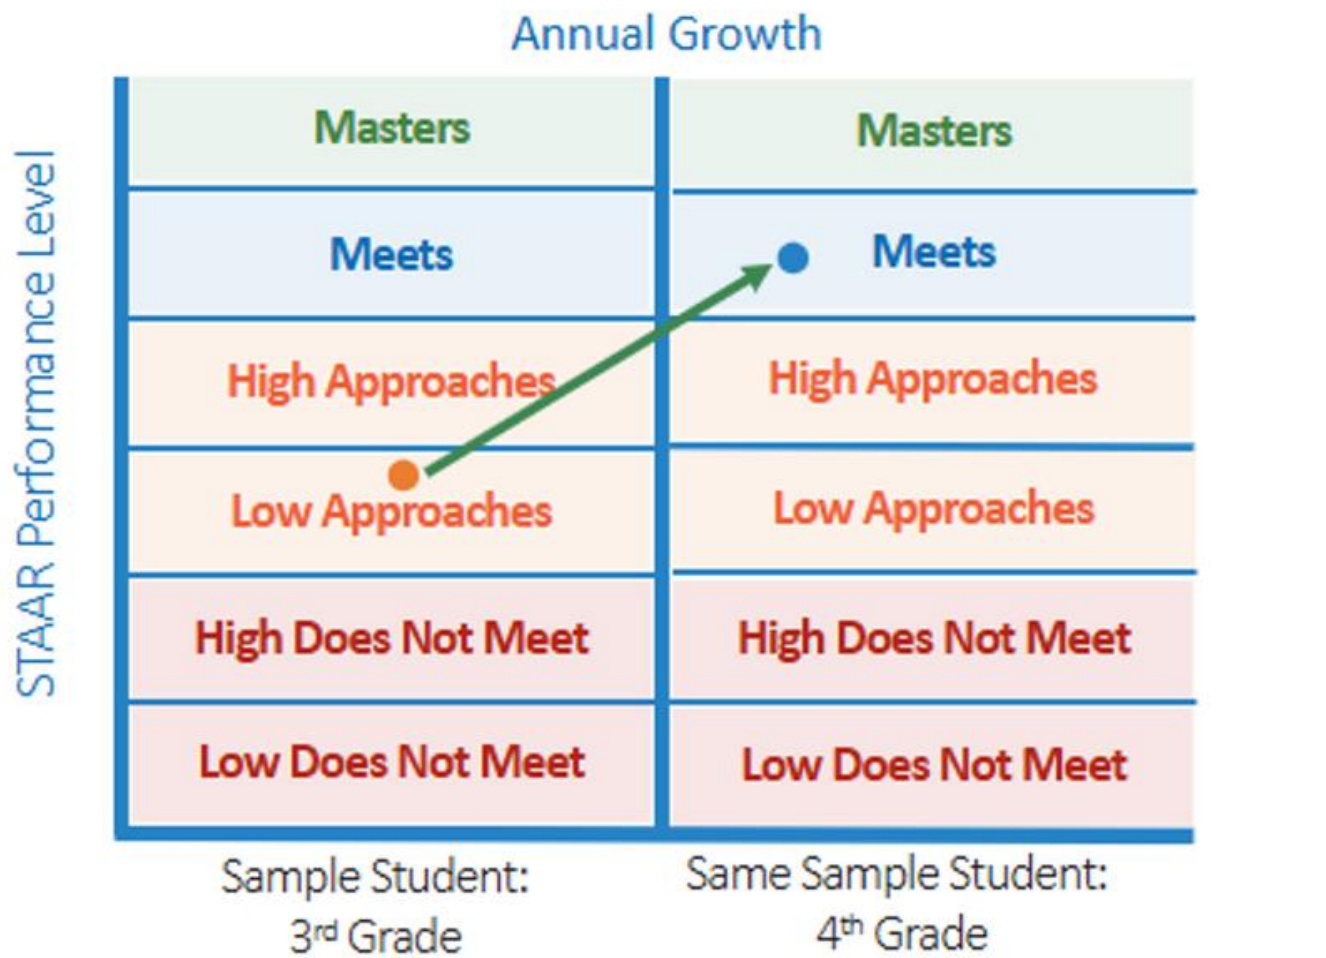 Annual Growth
STAAR Performance Level
Masters
Masters
Meets
Meets
High Approaches
High Approaches
Low Approaches
Low Approaches
High Does Not Meet
High Does Not Meet
Low Does Not Meet
Low Does Not Meet
Sample Student:
3rd Grade
Same Sample Student:
4th Grade